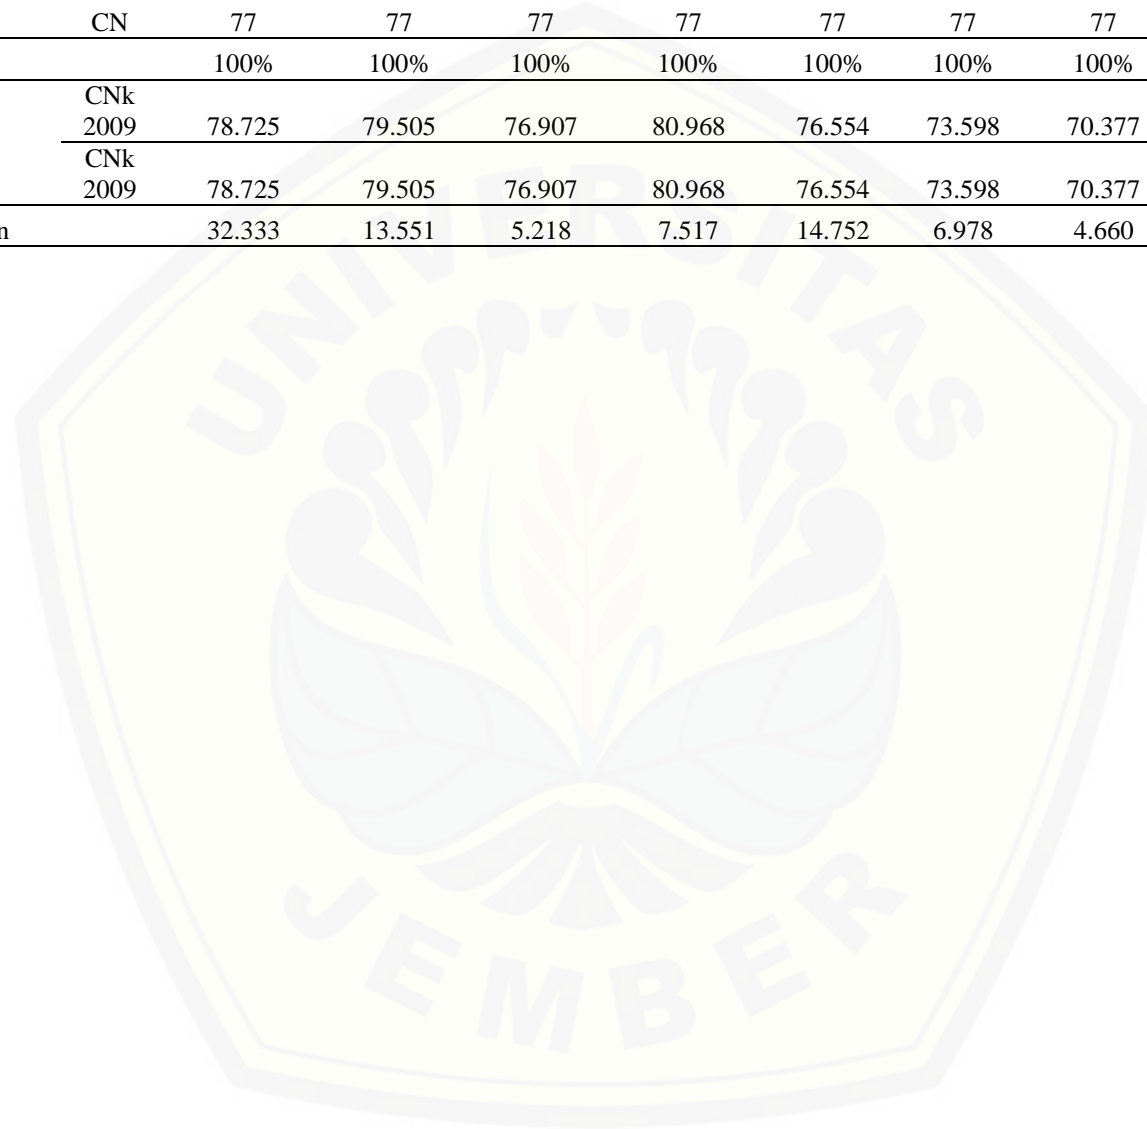 CN 77 77 77 77 77 77 77
100% 100% 100% 100% 100% 100% 100%
CNk
2009 78.725 79.505 76.907 80.968 76.554 73.598 70.377
CNk
2009 78.725 79.505 76.907 80.968 76.554 73.598 70.377
n 32.333 13.551 5.218 7.517 14.752 6.978 4.660
UNIVERSITAS
JEMBER